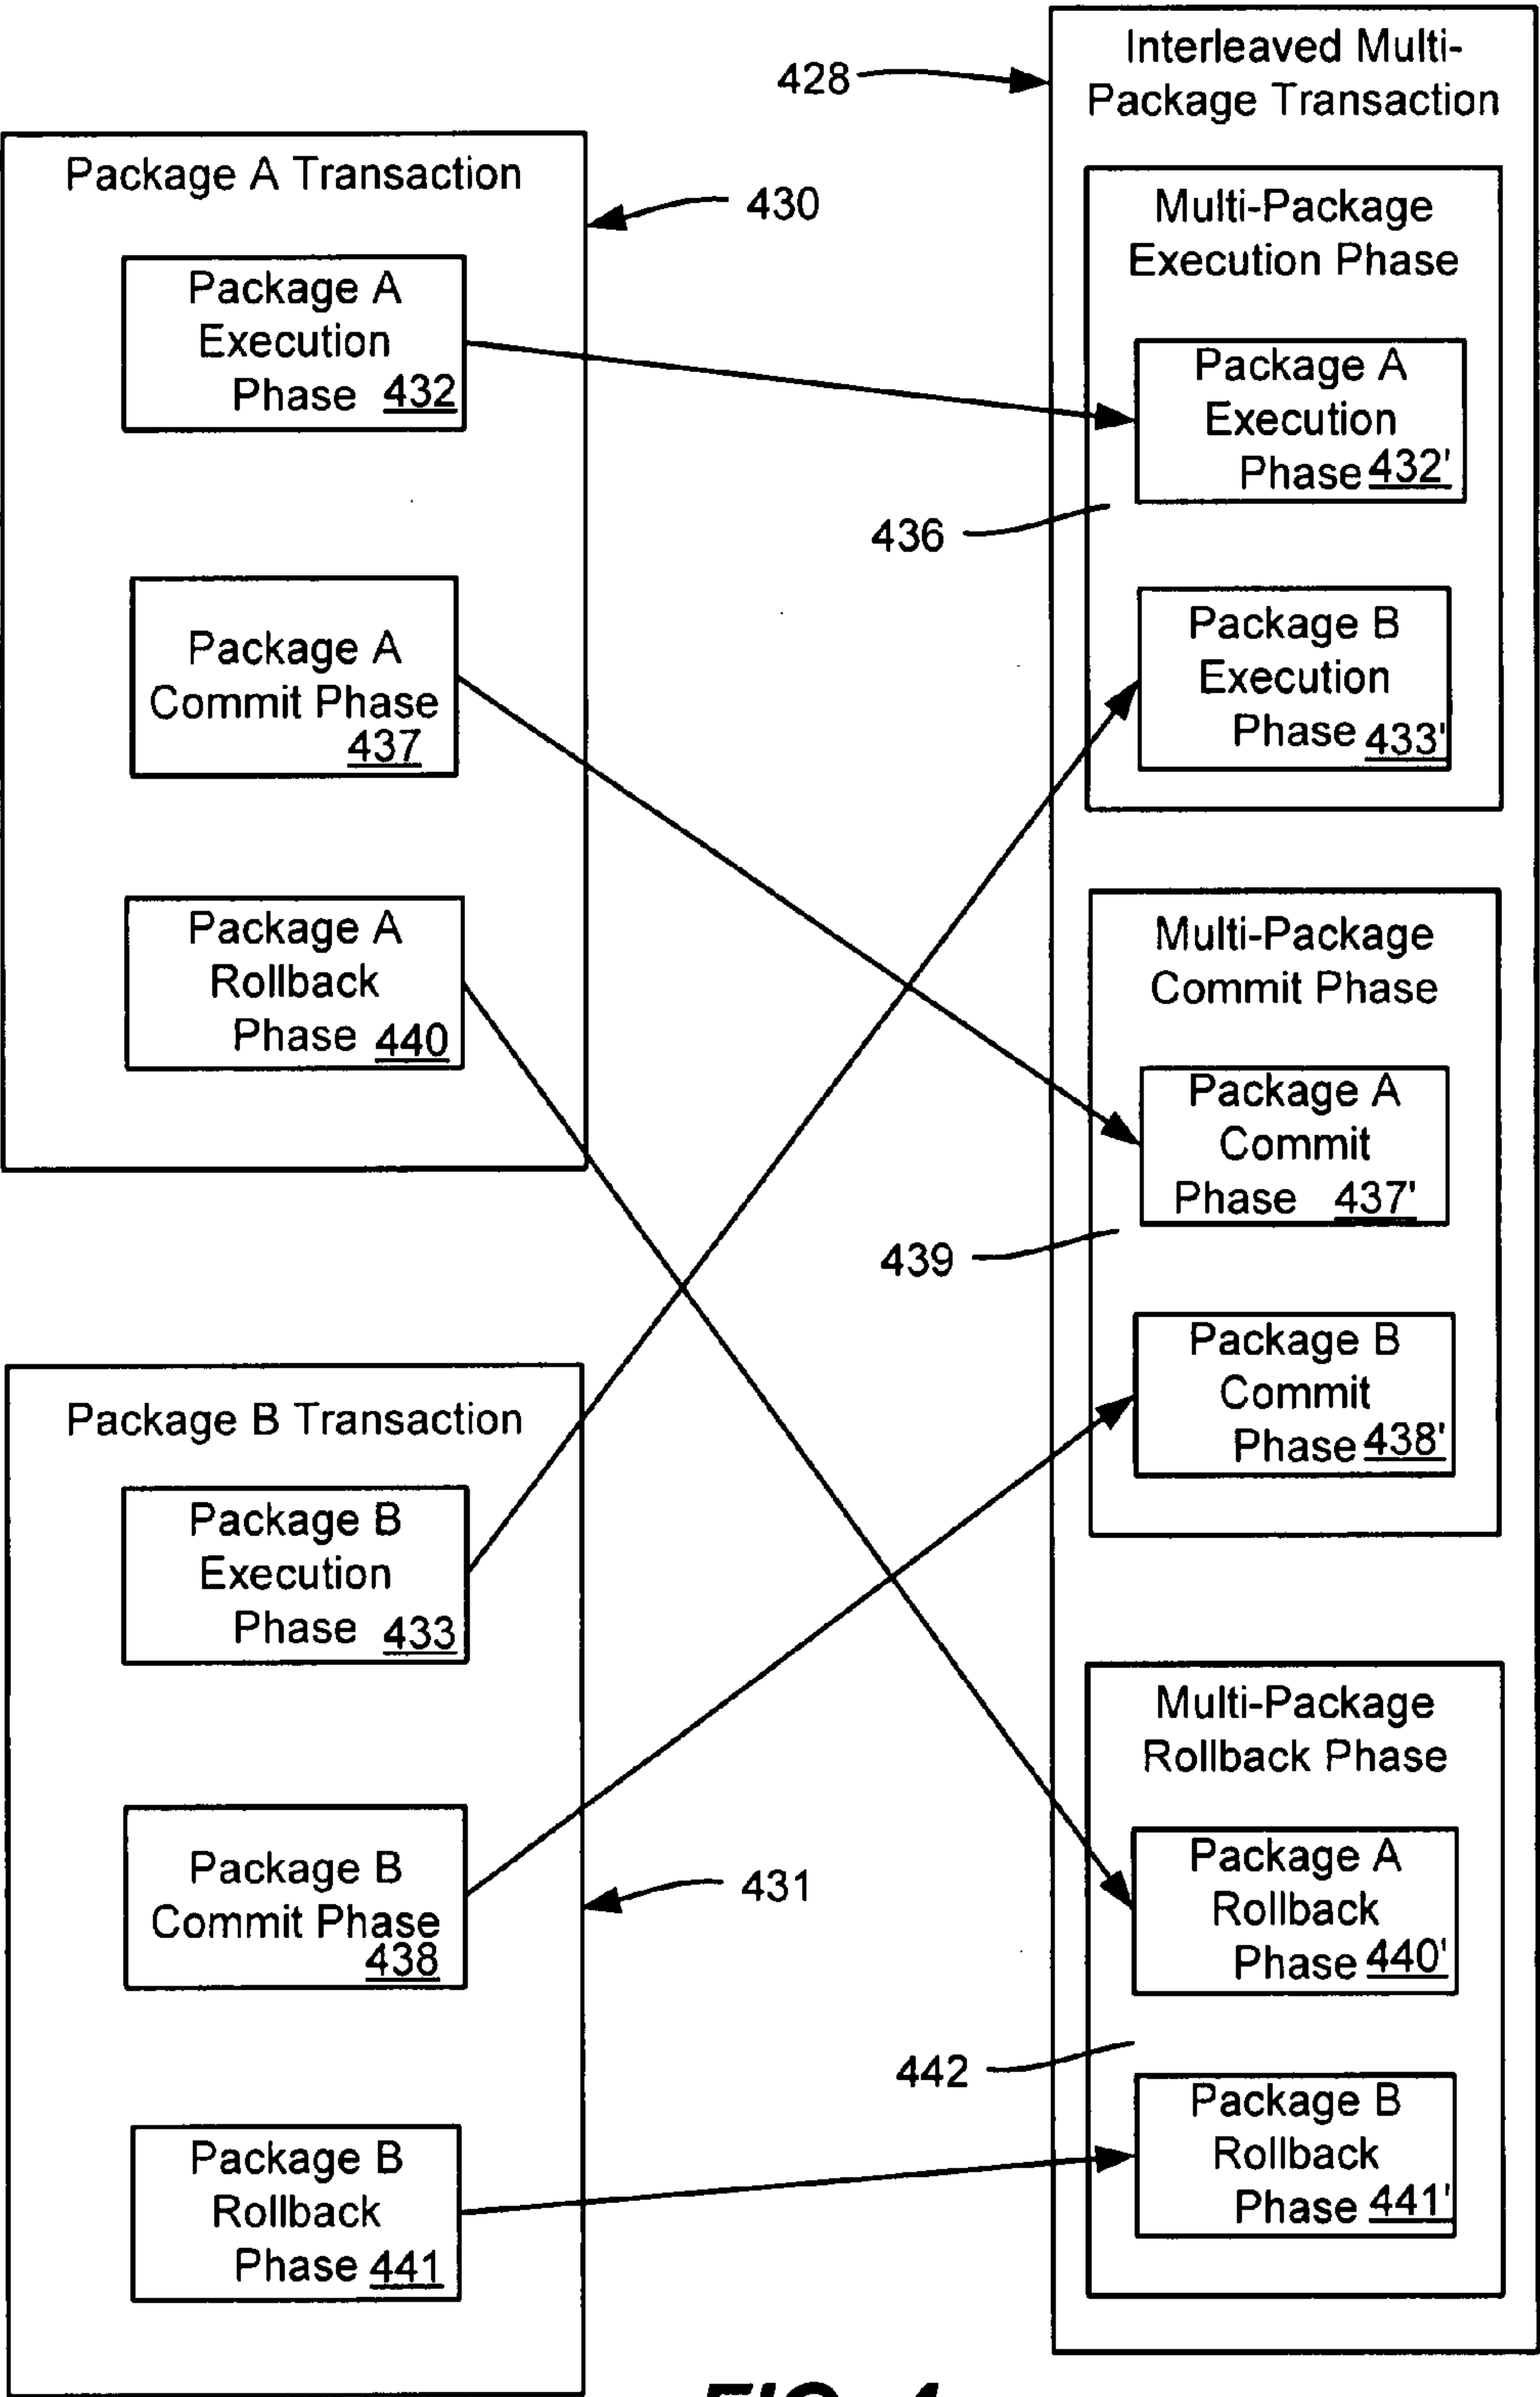 Interleaved Multi-
Package Transaction
428
Package A Transaction
430
Package A
Execution
Phase 432
Package A
Commit Phase
437
Package A
Rollback
Phase 440
Package B Transaction
Package B
Execution
Phase 433
Package B
Commit Phase
438
431
Package B
Rollback
Phase 441
Multi-Package
Execution Phase
Package A
Execution
Phase 432'
436
Package B
Execution
Phase 433'
Multi-Package
Commit Phase
Package A
Commit
Phase 437'
439
Package B
Commit
Phase 438'
Multi-Package
Rollback Phase
Package A
Rollback
Phase 440'
442
Package B
Rollback
Phase 441'
FIG. 4